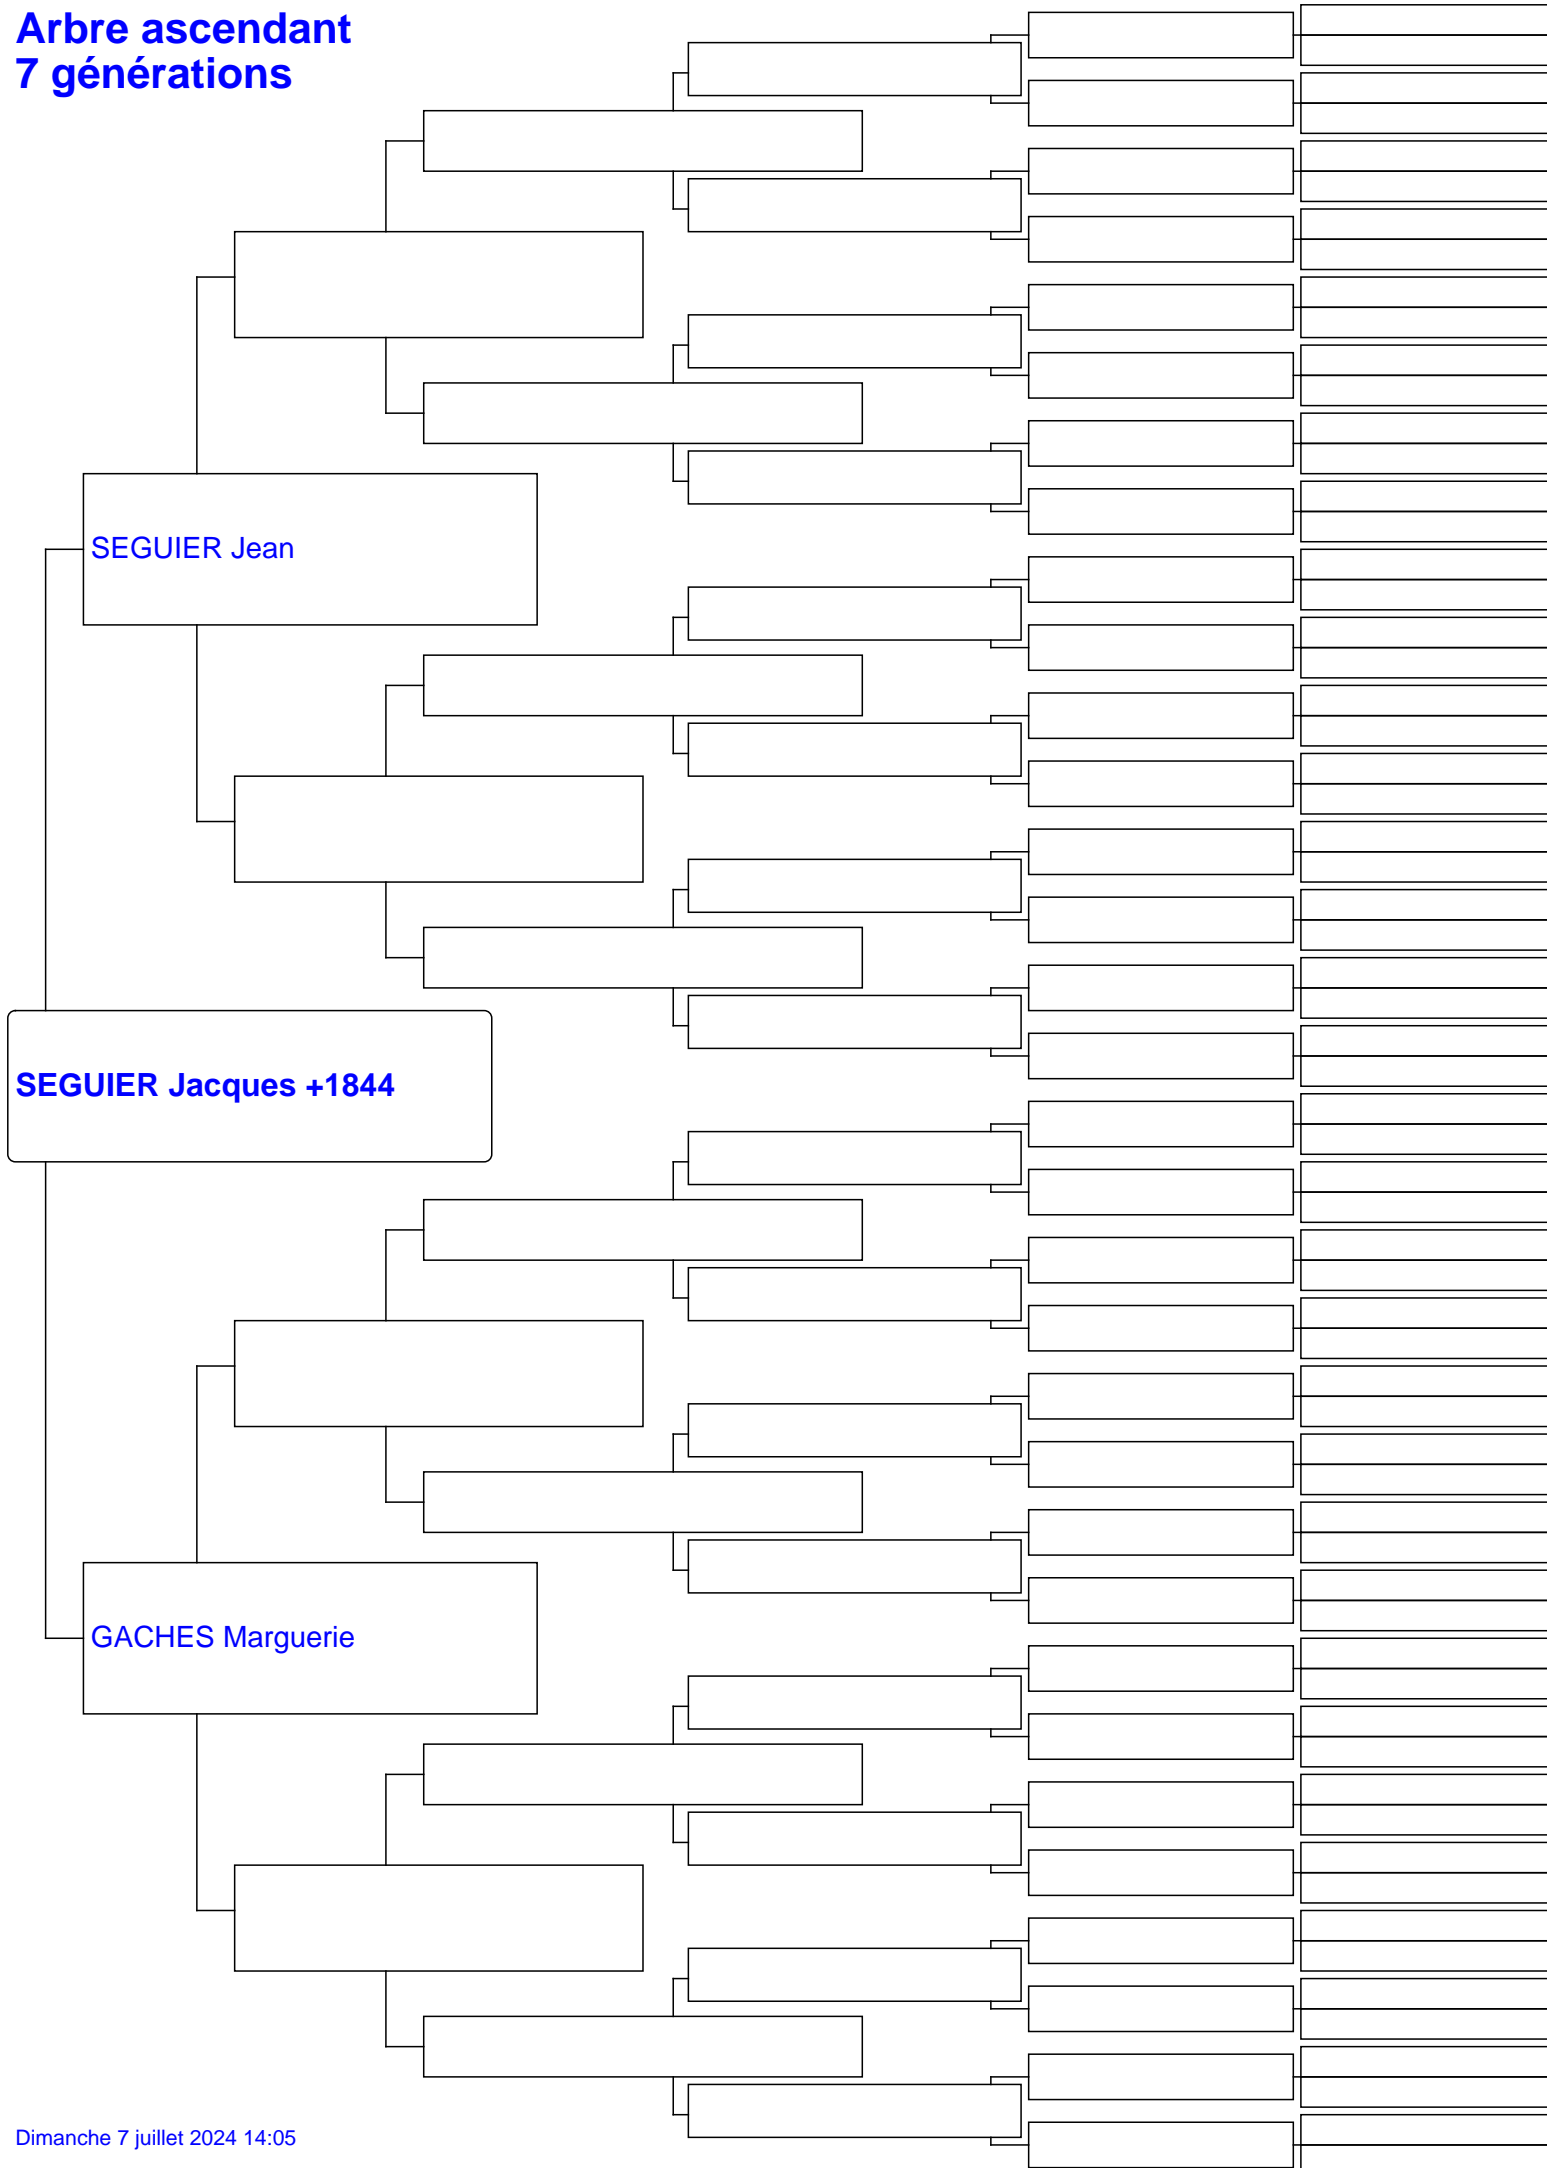 Arbre ascendant
7 générations
SEGUIER Jean
SEGUIER Jacques +1844
GACHES Marguerie
Dimanche 7 juillet 2024 14:05